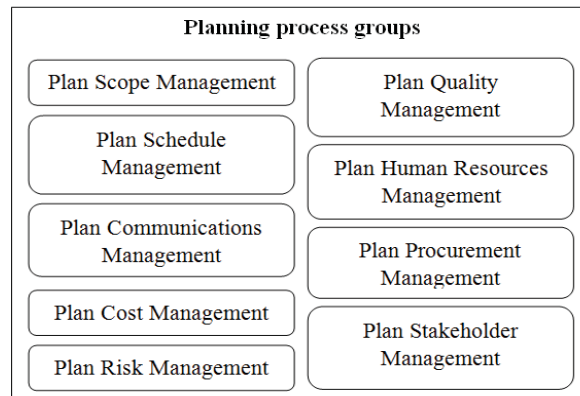 Planning process groups
Plan Scope Management
Plan Schedule
Management
Plan Communications
Management
Plan Cost Management
Plan Risk Management
Plan Quality
Management
Plan Human Resources
Management
Plan Procurement
Management
Plan Stakeholder
Management